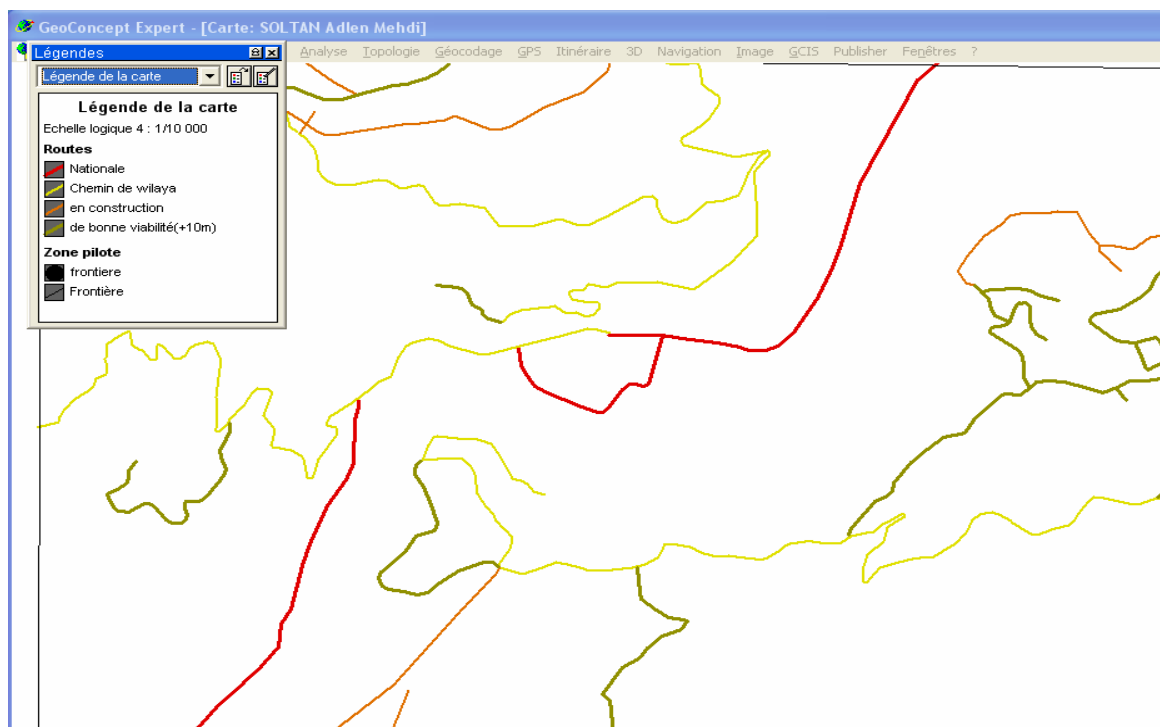 GeoConcept Expert - [Carte: SOLTAN Adlen Mehdi]
Légendes
Analyse Topologie Géocodage GPS Itinéraire 3D Navigation Image GCIS Publisher Fenêtres ?
Légende de la carte
Légende de la carte
Echelle logique 4 : 1/10 000
Routes
Nationale
Chemin de wilaya
en construction
de bonne viabilité(+10m)
Zone pilote
frontiere
Frontière